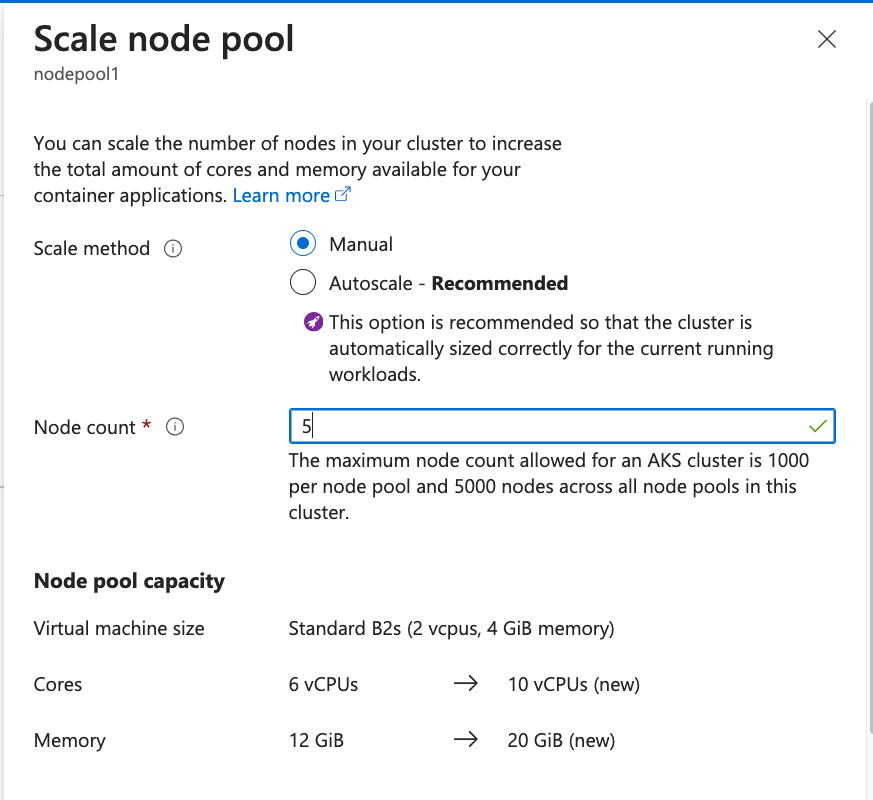 Scale node pool
nodepool1
You can scale the number of nodes in your cluster to increase
the total amount of cores and memory available for your
container applications. Learn more
Scale method
Manual
Autoscale - Recommended
This option is recommended so that the cluster is
automatically sized correctly for the current running
workloads.
Node count *
5
The maximum node count allowed for an AKS cluster is 1000
per node pool and 5000 nodes across all node pools in this
cluster.
Node pool capacity
Virtual machine size Standard B2s (2 vcpus, 4 GiB memory)
Cores 6 vCPUs → 10 vCPUs (new)
Memory 12 GiB → 20 GiB (new)